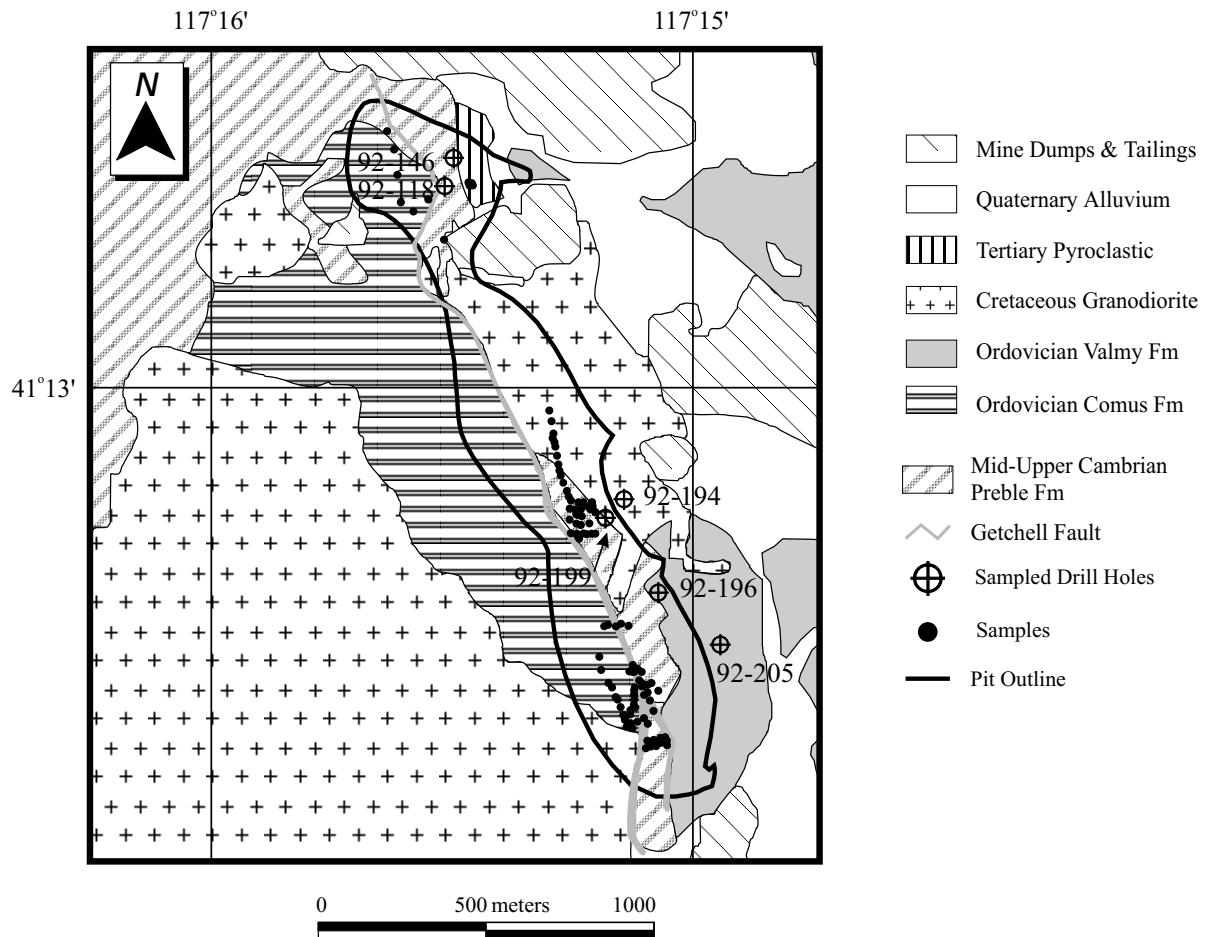 117°16' 117°15'
N
92-146
92-118
41°13'
92-194
92-199
92-196
92-205
Mine Dumps & Tailings
Quaternary Alluvium
Tertiary Pyroclastic
Cretaceous Granodiorite
Ordovician Valmy Fm
Ordovician Comus Fm
Mid-Upper Cambrian
Preble Fm
Getchell Fault
Sampled Drill Holes
Samples
Pit Outline
0 500 meters 1000